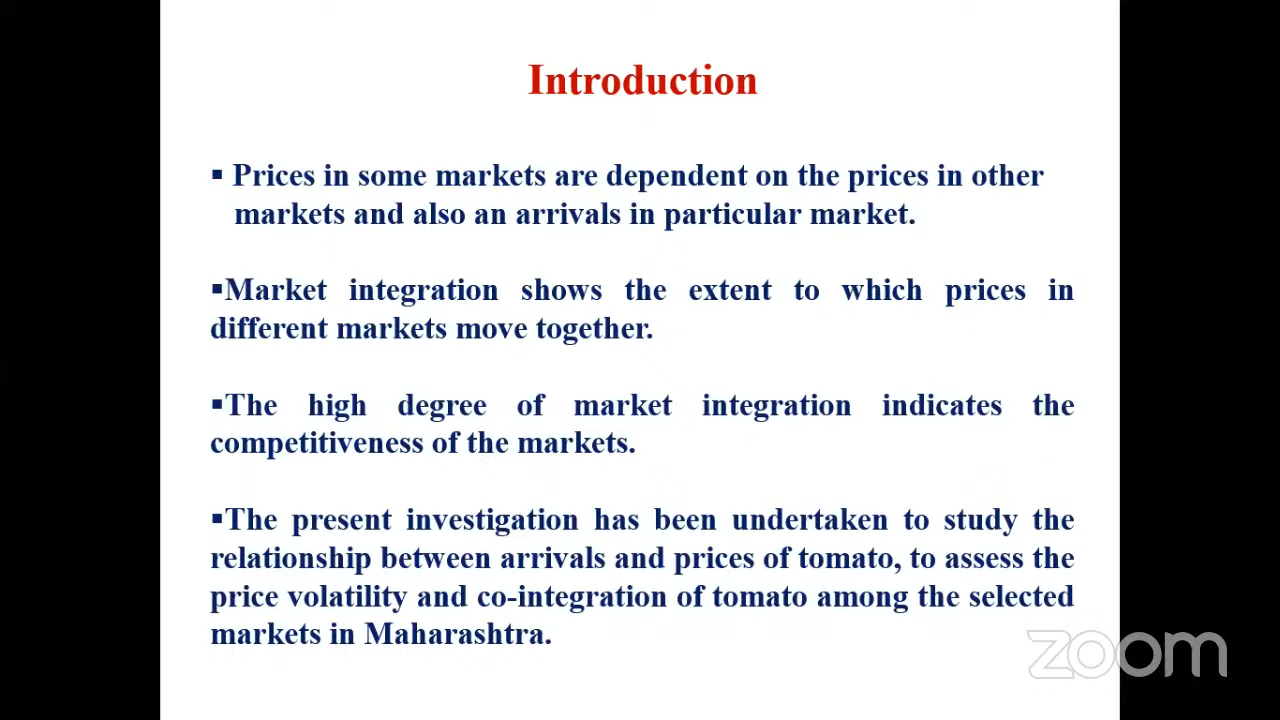 Introduction
▪ Prices in some markets are dependent on the prices in other
markets and also an arrivals in particular market.
▪Market integration shows the extent to which prices in
different markets move together.
▪The high degree of market integration indicates the
competitiveness of the markets.
▪The present investigation has been undertaken to study the
relationship between arrivals and prices of tomato, to assess the
price volatility and co-integration of tomato among the selected
markets in Maharashtra.
zoom